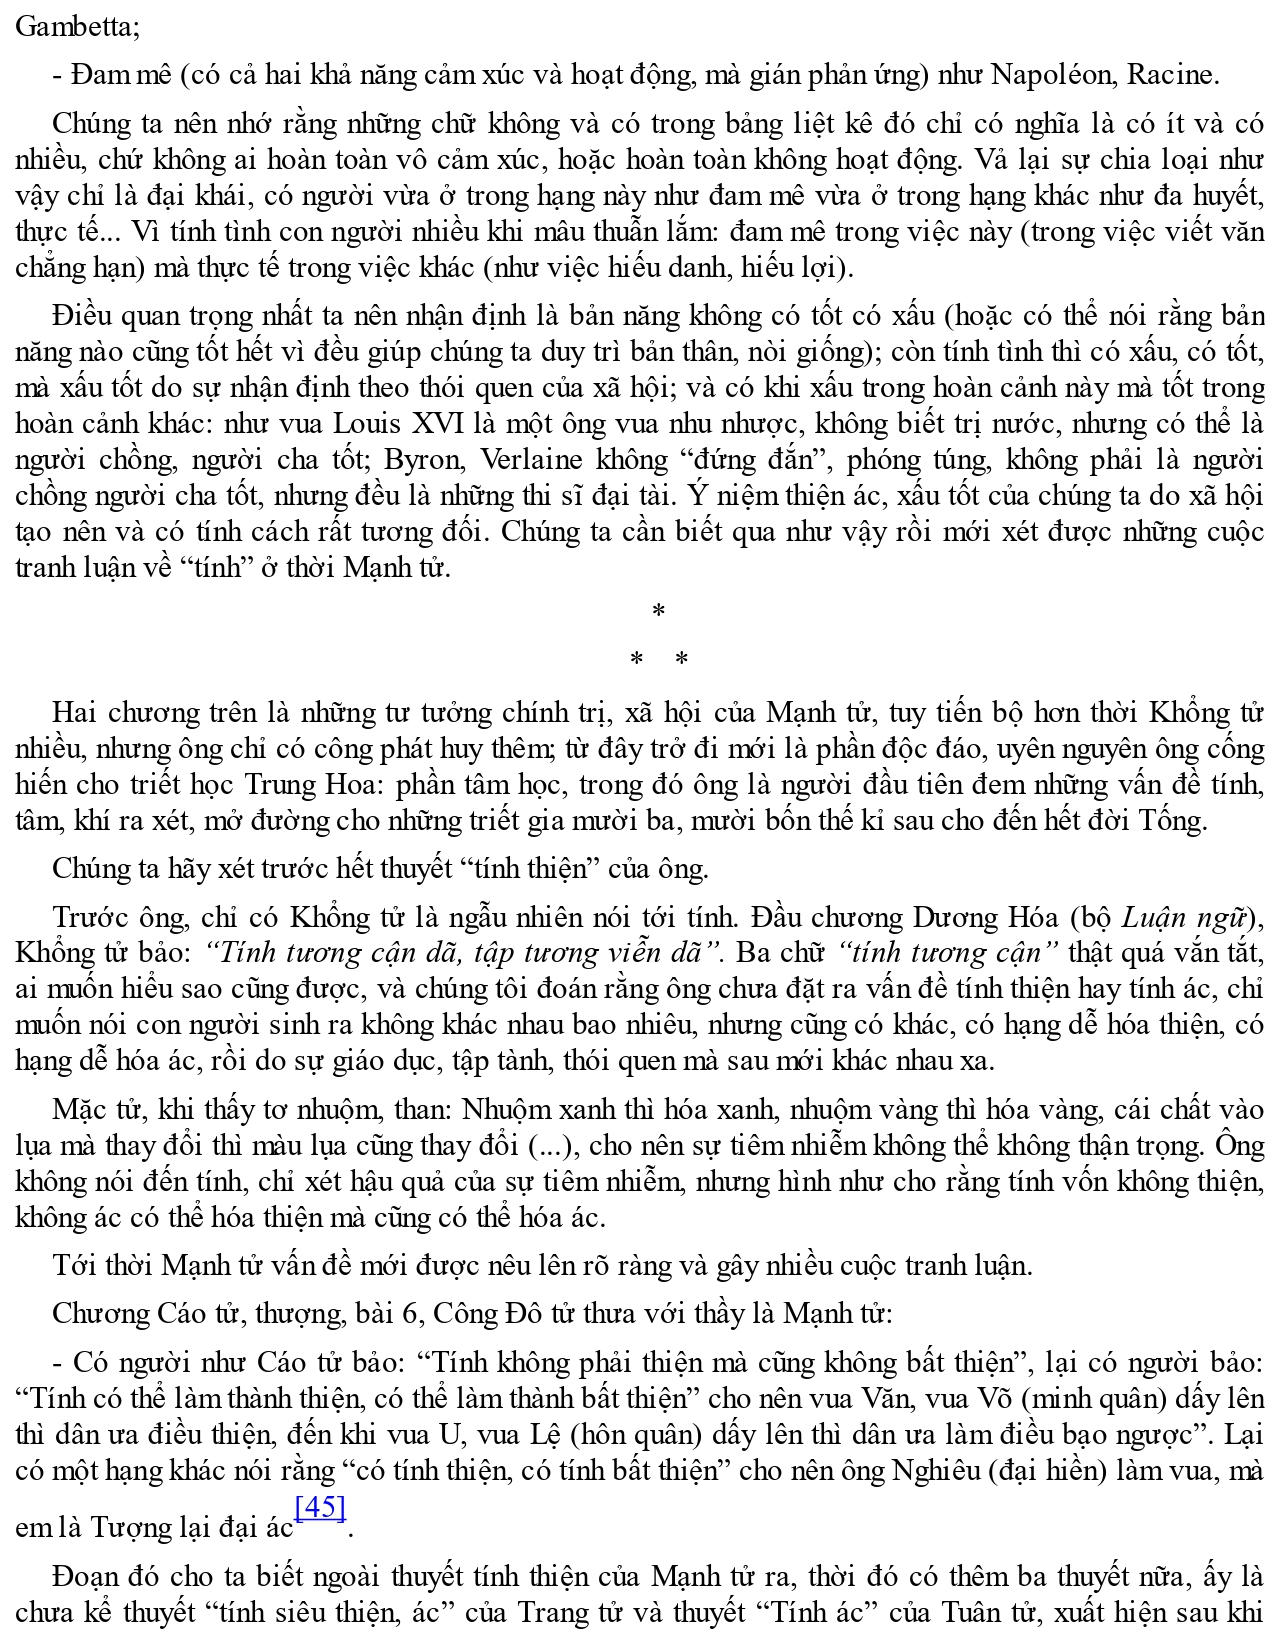 Gambetta;
- Đam mê (có cả hai khả năng cảm xúc và hoạt động, mà gián phản ứng) như Napoléon, Racine.
Chúng ta nên nhớ rằng những chữ không và có trong bảng liệt kê đó chỉ có nghĩa là có ít và có
nhiều, chứ không ai hoàn toàn vô cảm xúc, hoặc hoàn toàn không hoạt động. Vả lại sự chia loại như
vậy chỉ là đại khái, có người vừa ở trong hạng này như đam mê vừa ở trong hạng khác như đa huyết,
thực tế... Vì tính tình con người nhiều khi mâu thuẫn lắm: đam mê trong việc này (trong việc viết văn
chẳng hạn) mà thực tế trong việc khác (như việc hiếu danh, hiếu lợi).
Điều quan trọng nhất ta nên nhận định là bản năng không có tốt có xấu (hoặc có thể nói rằng bản
năng nào cũng tốt hết vì đều giúp chúng ta duy trì bản thân, nòi giống); còn tính tình thì có xấu, có tốt,
mà xấu tốt do sự nhận định theo thói quen của xã hội; và có khi xấu trong hoàn cảnh này mà tốt trong
hoàn cảnh khác: như vua Louis XVI là một ông vua nhu nhược, không biết trị nước, nhưng có thể là
người chồng, người cha tốt; Byron, Verlaine không “đứng đắn”, phóng túng, không phải là người
chồng người cha tốt, nhưng đều là những thi sĩ đại tài. Ý niệm thiện ác, xấu tốt của chúng ta do xã hội
tạo nên và có tính cách rất tương đối. Chúng ta cần biết qua như vậy rồi mới xét được những cuộc
tranh luận về “tính” ở thời Mạnh tử.
*
* *
Hai chương trên là những tư tưởng chính trị, xã hội của Mạnh tử, tuy tiến bộ hơn thời Khổng tử
nhiều, nhưng ông chỉ có công phát huy thêm; từ đây trở đi mới là phần độc đáo, uyên nguyên ông cống
hiến cho triết học Trung Hoa: phần tâm học, trong đó ông là người đầu tiên đem những vấn đề tính,
tâm, khí ra xét, mở đường cho những triết gia mười ba, mười bốn thế kỉ sau cho đến hết đời Tống.
Chúng ta hãy xét trước hết thuyết “tính thiện” của ông.
Trước ông, chỉ có Khổng tử là ngẫu nhiên nói tới tính. Đầu chương Dương Hóa (bộ Luận ngữ),
Khổng tử bảo: “Tính tương cận dã, tập tương viễn dã”. Ba chữ “tính tương cận” thật quá vắn tắt,
ai muốn hiểu sao cũng được, và chúng tôi đoán rằng ông chưa đặt ra vấn đề tính thiện hay tính ác, chỉ
muốn nói con người sinh ra không khác nhau bao nhiêu, nhưng cũng có khác, có hạng dễ hóa thiện, có
hạng dễ hóa ác, rồi do sự giáo dục, tập tành, thói quen mà sau mới khác nhau xa.
Mặc tử, khi thấy tơ nhuộm, than: Nhuộm xanh thì hóa xanh, nhuộm vàng thì hóa vàng, cái chất vào
lụa mà thay đổi thì màu lụa cũng thay đổi (...), cho nên sự tiêm nhiễm không thể không thận trọng. Ông
không nói đến tính, chỉ xét hậu quả của sự tiêm nhiễm, nhưng hình như cho rằng tính vốn không thiện,
không ác có thể hóa thiện mà cũng có thể hóa ác.
Tới thời Mạnh tử vấn đề mới được nêu lên rõ ràng và gây nhiều cuộc tranh luận.
Chương Cáo tử, thượng, bài 6, Công Đô tử thưa với thầy là Mạnh tử:
- Có người như Cáo tử bảo: “Tính không phải thiện mà cũng không bất thiện”, lại có người bảo:
“Tính có thể làm thành thiện, có thể làm thành bất thiện” cho nên vua Văn, vua Võ (minh quân) dấy lên
thì dân ưa điều thiện, đến khi vua U, vua Lệ (hôn quân) dấy lên thì dân ưa làm điều bạo ngược”. Lại
có một hạng khác nói rằng “có tính thiện, có tính bất thiện” cho nên ông Nghiêu (đại hiền) làm vua, mà
em là Tượng lại đại ác[45].
Đoạn đó cho ta biết ngoài thuyết tính thiện của Mạnh tử ra, thời đó có thêm ba thuyết nữa, ấy là
chưa kể thuyết “tính siêu thiện, ác” của Trang tử và thuyết “Tính ác” của Tuân tử, xuất hiện sau khi